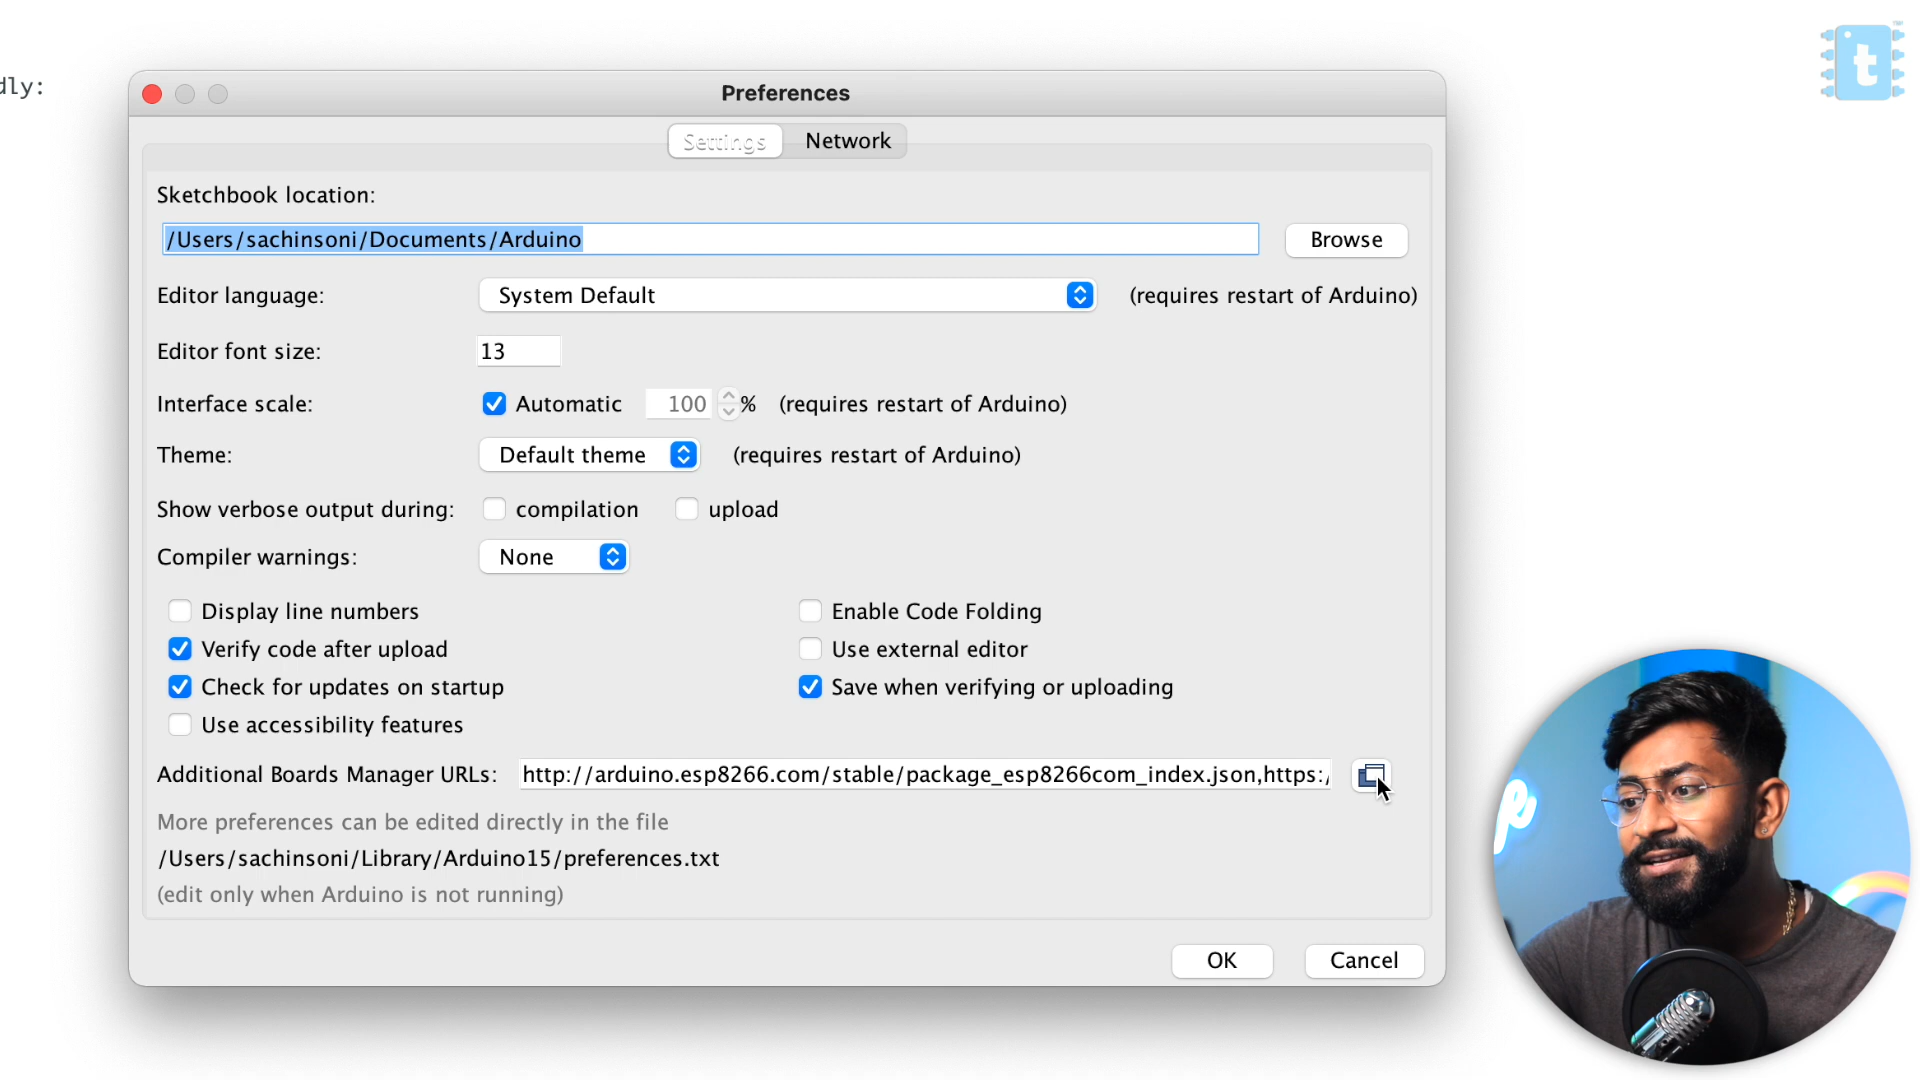 dly:
t
TM
Preferences
Settings Network
Sketchbook location:
/Users/sachinsoni/Documents/Arduino Browse
Editor language: System Default (requires restart of Arduino)
Editor font size: 13
Interface scale: Automatic 100 % (requires restart of Arduino)
Theme: Default theme (requires restart of Arduino)
Show verbose output during: compilation upload
Compiler warnings: None
Display line numbers Enable Code Folding
Verify code after upload Use external editor
Check for updates on startup Save when verifying or uploading
Use accessibility features
Additional Boards Manager URLs: http://arduino.esp8266.com/stable/package_esp8266com_index.json,https:/
More preferences can be edited directly in the file
/Users/sachinsoni/Library/Arduino15/preferences.txt
(edit only when Arduino is not running)
OK Cancel